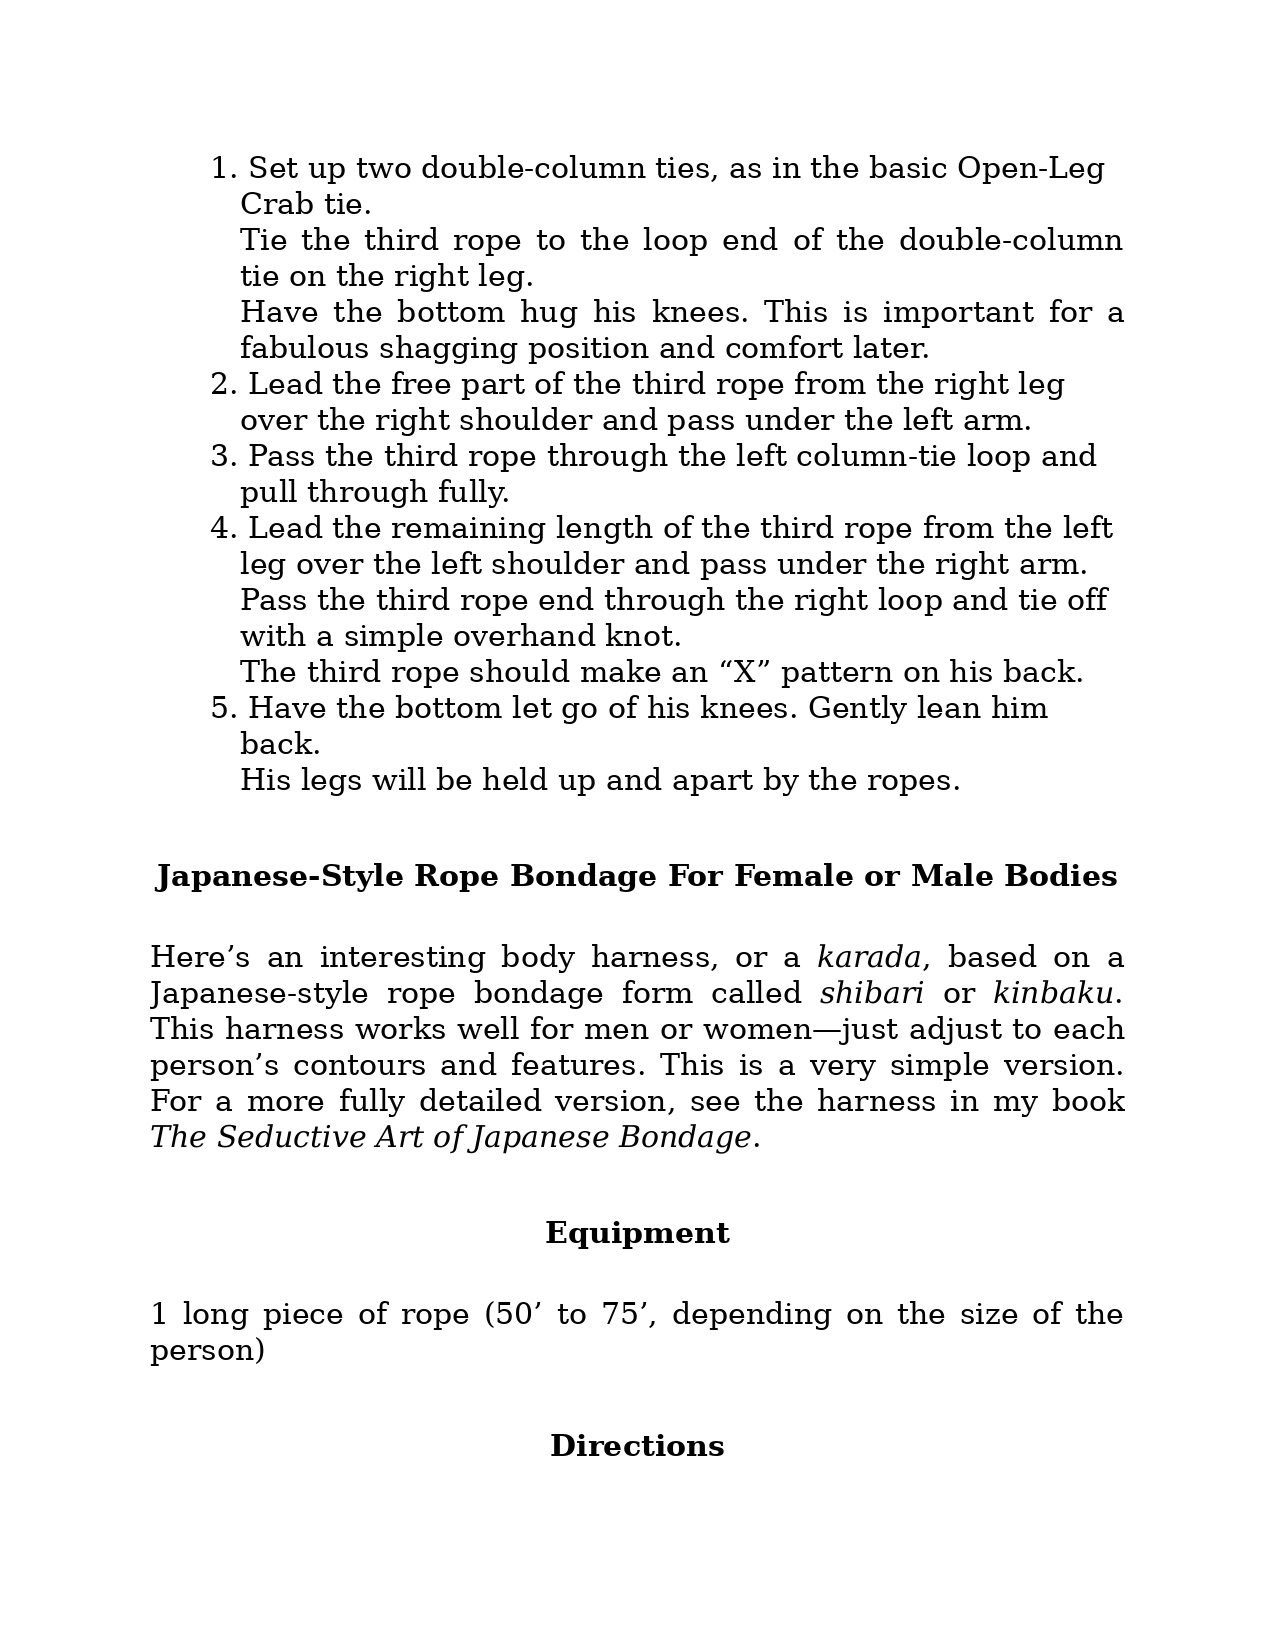 1. Set up two double-column ties, as in the basic Open-Leg
Crab tie.
Tie the third rope to the loop end of the double-column
tie on the right leg.
Have the bottom hug his knees. This is important for a
fabulous shagging position and comfort later.
2. Lead the free part of the third rope from the right leg
over the right shoulder and pass under the left arm.
3. Pass the third rope through the left column-tie loop and
pull through fully.
4. Lead the remaining length of the third rope from the left
leg over the left shoulder and pass under the right arm.
Pass the third rope end through the right loop and tie off
with a simple overhand knot.
The third rope should make an “X” pattern on his back.
5. Have the bottom let go of his knees. Gently lean him
back.
His legs will be held up and apart by the ropes.
Japanese-Style Rope Bondage For Female or Male Bodies
Here’s an interesting body harness, or a karada, based on a
Japanese-style rope bondage form called shibari or kinbaku.
This harness works well for men or women—just adjust to each
person’s contours and features. This is a very simple version.
For a more fully detailed version, see the harness in my book
The Seductive Art of Japanese Bondage.
Equipment
1 long piece of rope (50’ to 75’, depending on the size of the
person)
Directions